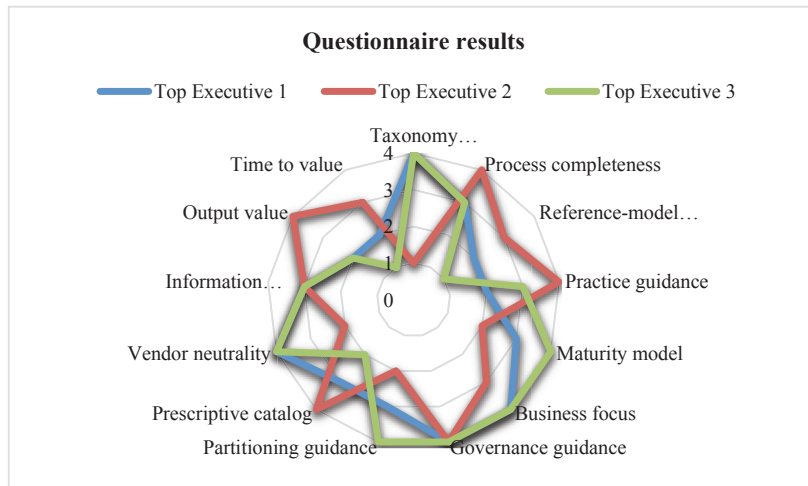 Questionnaire results
Top Executive 1 Top Executive 2 Top Executive 3
Taxonomy…
Process completeness
Reference-model…
Practice guidance
Maturity model
Business focus
Governance guidance
Partitioning guidance
Prescriptive catalog
Vendor neutrality
Information…
Output value
Time to value
4
3
2
1
0